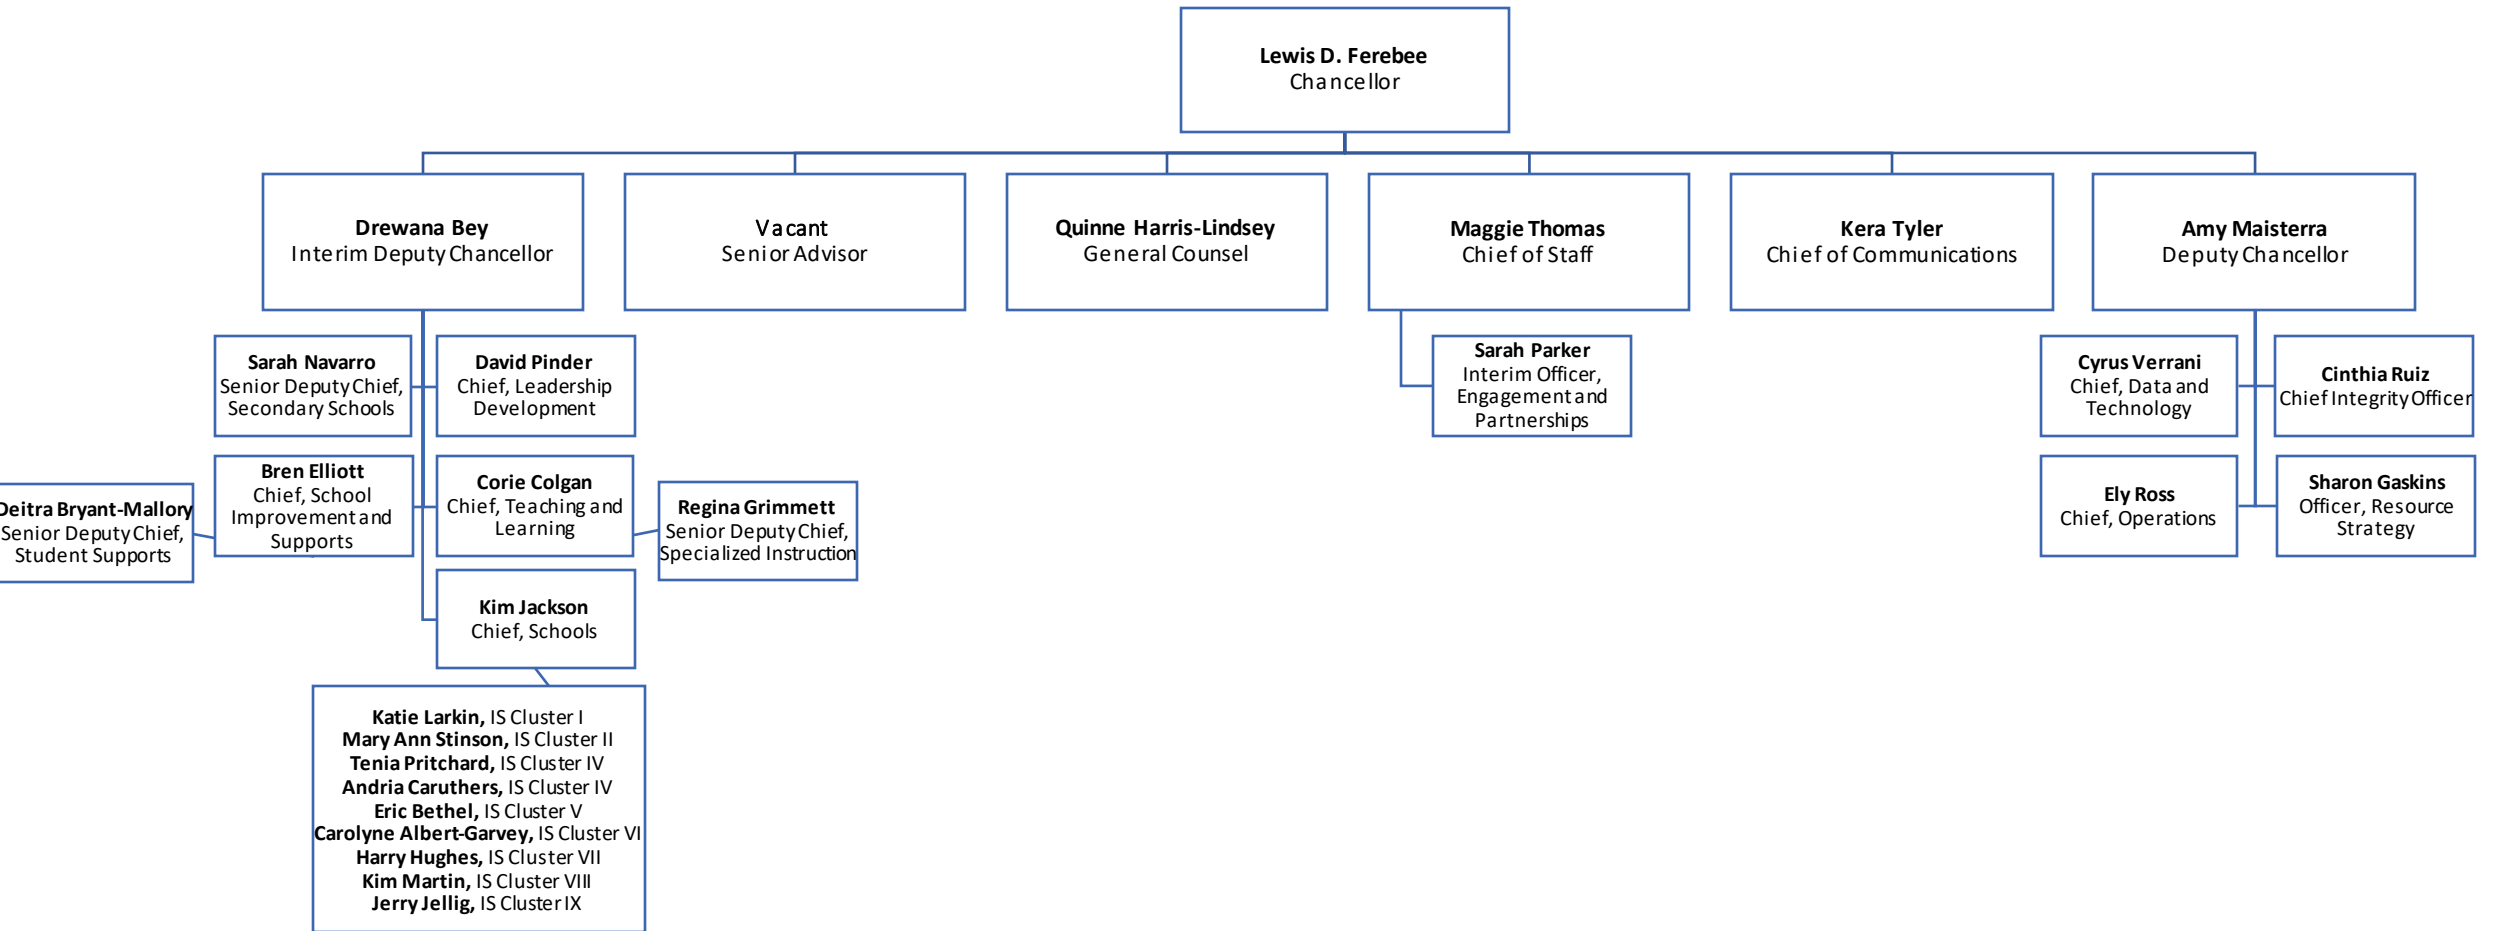 Lewis D. Ferebee
Chancellor
Drewana Bey
Interim Deputy Chancellor
Vacant
Senior Advisor
Quinne Harris-Lindsey
General Counsel
Maggie Thomas
Chief of Staff
Kera Tyler
Chief of Communications
Amy Maisterra
Deputy Chancellor
Sarah Navarro
Senior Deputy Chief,
Secondary Schools
David Pinder
Chief, Leadership
Development
Sarah Parker
Interim Officer,
Engagement and
Partnerships
Cyrus Verrani
Chief, Data and
Technology
Cinthia Ruiz
Chief Integrity Officer
Deitra Bryant-Mallory
Senior Deputy Chief,
Student Supports
Bren Elliott
Chief, School
Improvement and
Supports
Corie Colgan
Chief, Teaching and
Learning
Regina Grimmett
Senior Deputy Chief,
Specialized Instruction
Ely Ross
Chief, Operations
Sharon Gaskins
Officer, Resource
Strategy
Kim Jackson
Chief, Schools
Katie Larkin, IS Cluster I
Mary Ann Stinson, IS Cluster II
Tenia Pritchard, IS Cluster IV
Andria Caruthers, IS Cluster IV
Eric Bethel, IS Cluster V
Carolyne Albert-Garvey, IS Cluster VI
Harry Hughes, IS Cluster VII
Kim Martin, IS Cluster VIII
Jerry Jellig, IS Cluster IX